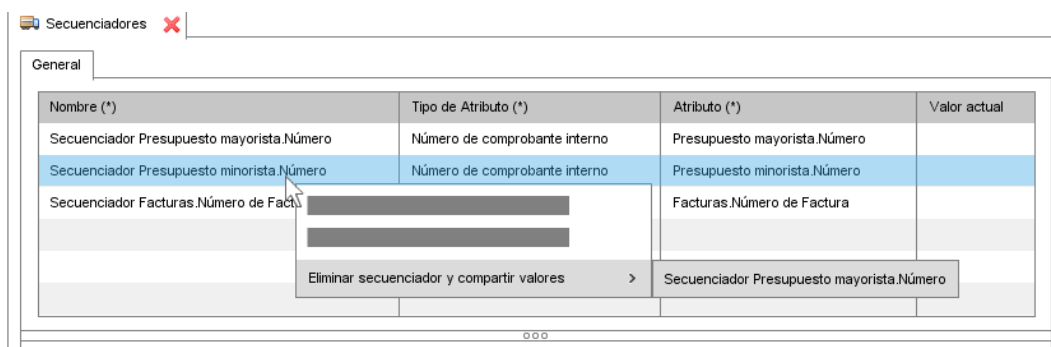 Secuenciadores
General
Nombre (*) Tipo de Atributo (*) Atributo (*) Valor actual
Secuenciador Presupuesto mayorista.Número Número de comprobante interno Presupuesto mayorista.Número
Secuenciador Presupuesto minorista.Número Número de comprobante interno Presupuesto minorista.Número
Secuenciador Facturas.Número de Fact Facturas.Número de Factura
Eliminar secuenciador y compartir valores > Secuenciador Presupuesto mayorista.Número